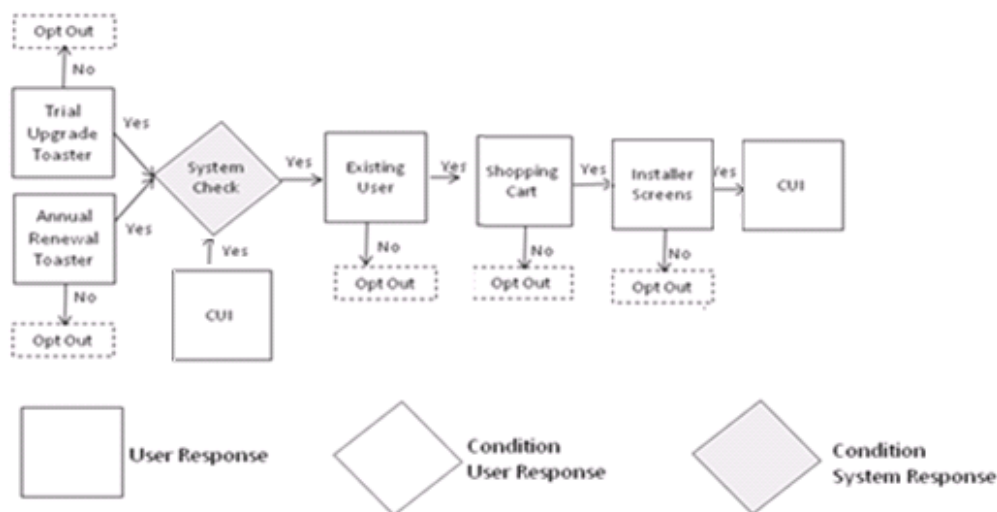 Opt Out
No
Trial
Upgrade
Toaster
Yes
Annual
Renewal
Toaster
Yes
No
Opt Out
System
Check
Yes
CUI
Yes
Existing
User
No
Opt Out
Yes
Shopping
Cart
No
Opt Out
Yes
Installer
Screens
No
Opt Out
Yes
CUI
User Response
Condition
User Response
Condition
System Response